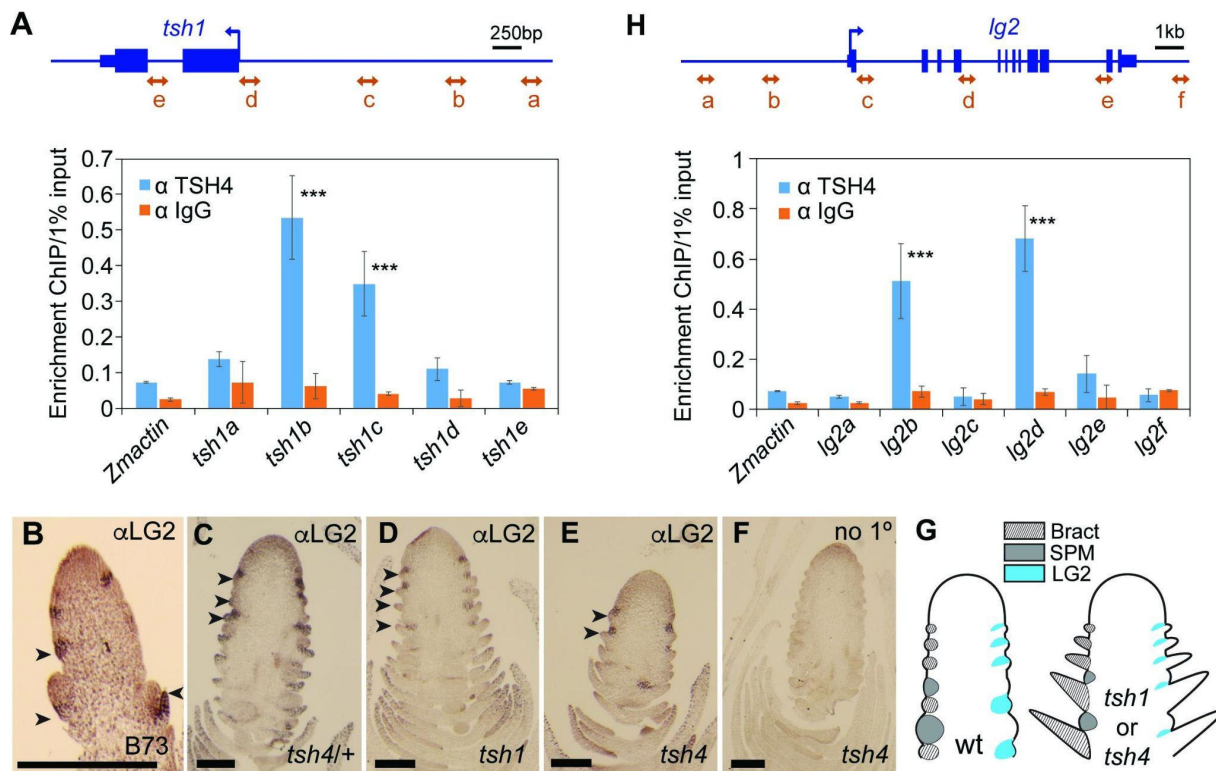 A
tsh1
250bp
e
d
c
b
a
0.7
0.6
0.5
0.4
0.3
0.2
0.1
0
Enrichment ChIP/1% input
α TSH4
α IgG
***
***
Zmactin
tsh1a
tsh1b
tsh1c
tsh1d
tsh1e
H
lg2
1kb
a
b
c
d
e
f
1
0.8
0.6
0.4
0.2
0
Enrichment ChIP/1% input
α TSH4
α IgG
***
***
Zmactin
lg2a
lg2b
lg2c
lg2d
lg2e
lg2f
B
αLG2
B73
C
αLG2
tsh4/+
D
αLG2
tsh1
E
αLG2
tsh4
F
no 1º
tsh4
G
Bract
SPM
LG2
wt
tsh1
or
tsh4